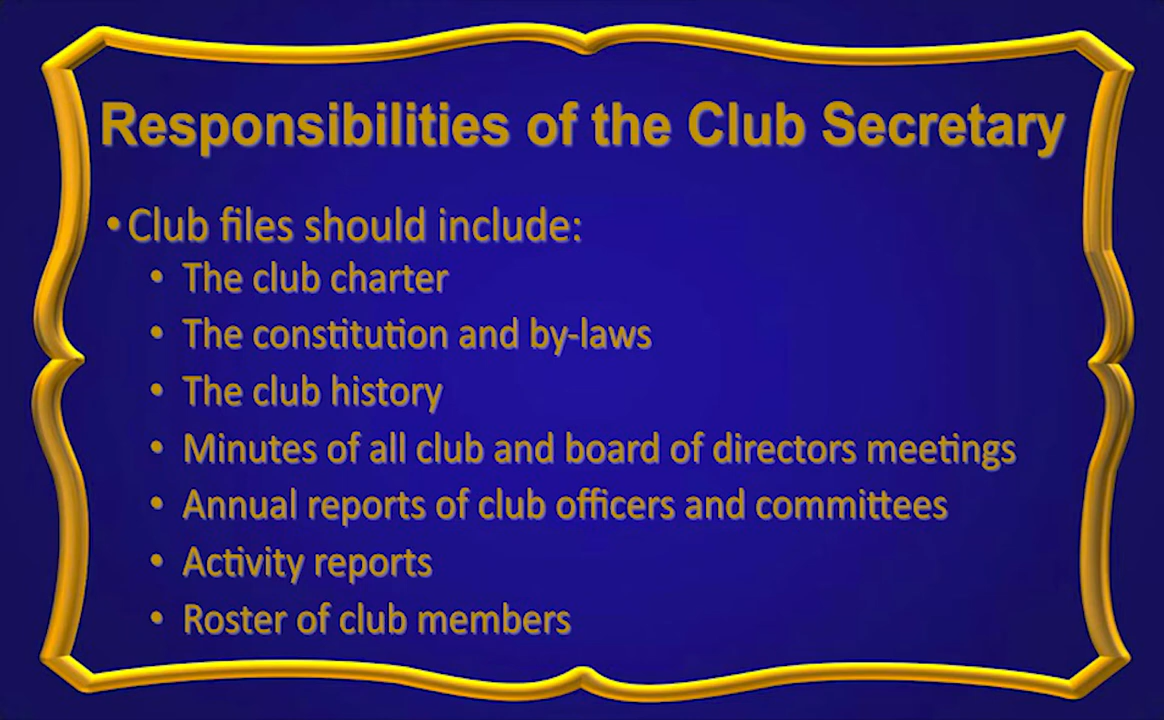 Responsibilities of the Club Secretary
• Club files should include:
• The club charter
• The constitution and by-laws
• The club history
• Minutes of all club and board of directors meetings
• Annual reports of club officers and committees
• Activity reports
• Roster of club members